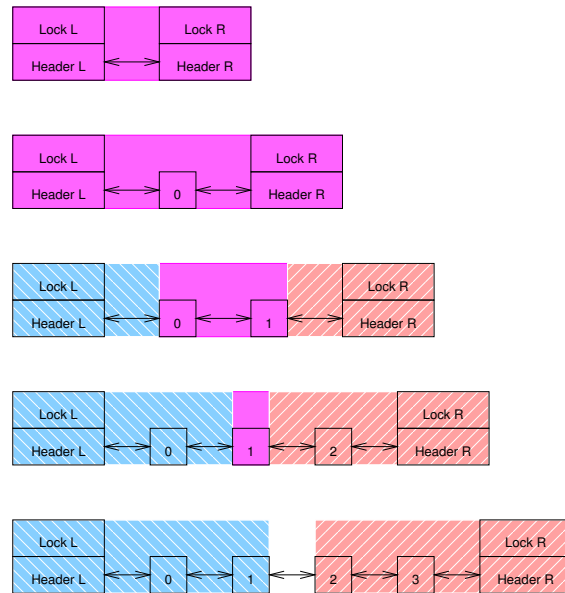 Lock L Lock R
Header L Header R
Lock L Lock R
Header L 0 Header R
Lock L Lock R
Header L 0 1 Header R
Lock L Lock R
Header L 0 1 2 Header R
Lock L Lock R
Header L 0 1 2 3 Header R